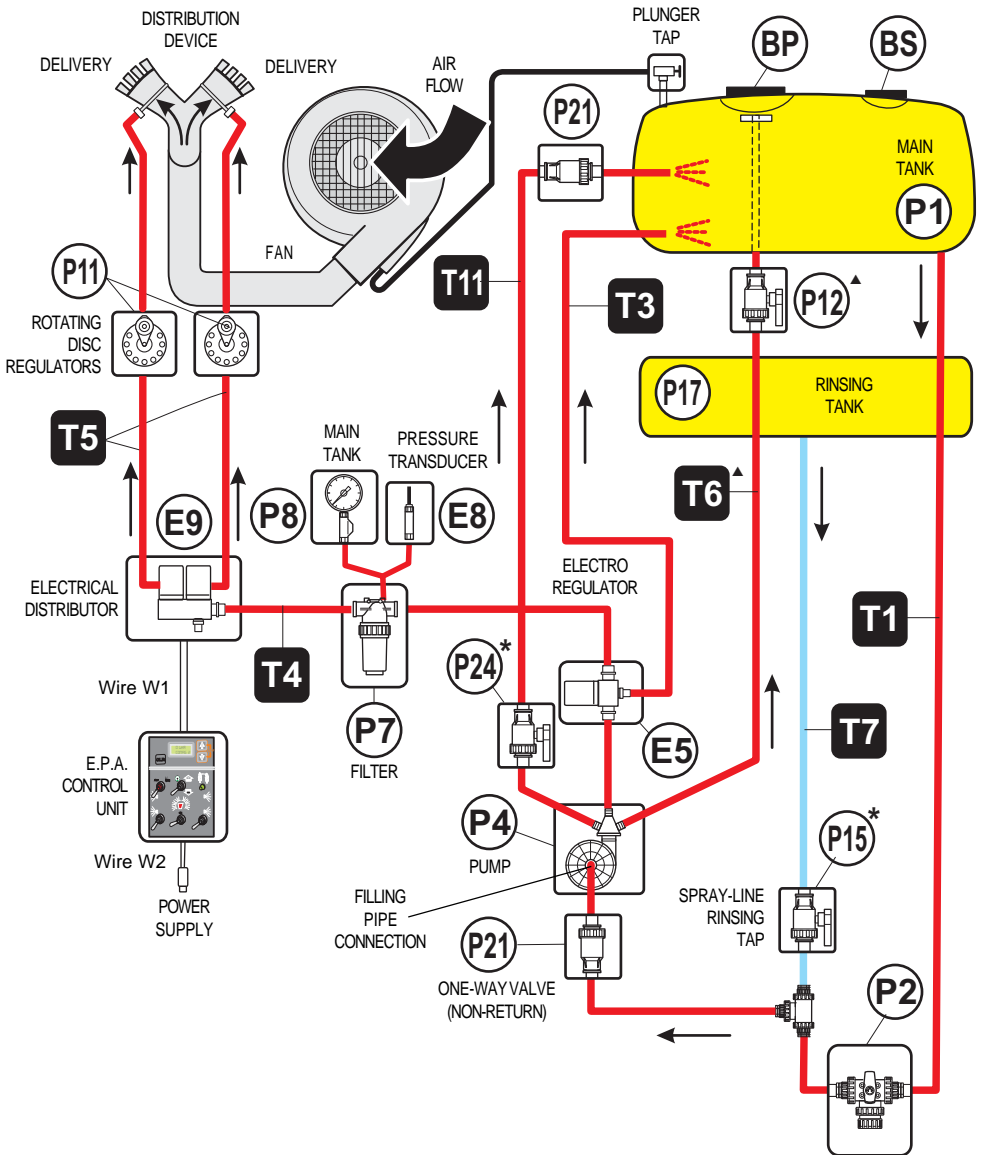 DISTRIBUTION
DEVICE
DELIVERY
DELIVERY
AIR
FLOW
PLUNGER
TAP
BP
BS
P21
MAIN
TANK
P1
FAN
P11
T11
T3
P12▲
ROTATING
DISC
REGULATORS
P17
RINSING
TANK
T5
MAIN
TANK
PRESSURE
TRANSDUCER
T6▲
E9
P8
E8
ELECTRICAL
DISTRIBUTOR
ELECTRO
REGULATOR
T1
T4
P24*
Wire W1
P7
FILTER
E5
T7
E.P.A.
CONTROL
UNIT
P4
PUMP
P15*
Wire W2
POWER
SUPPLY
FILLING
PIPE
CONNECTION
SPRAY-LINE
RINSING
TAP
P21
ONE-WAY VALVE
(NON-RETURN)
P2